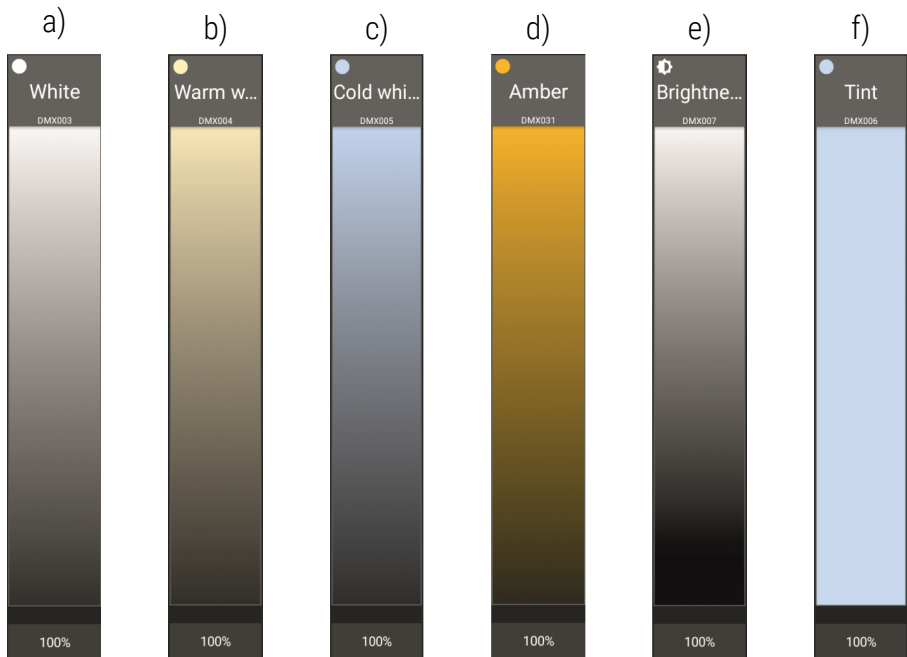 a)
b)
c)
d)
e)
f)
White
Warm w...
Cold whi...
Amber
Brightne...
Tint
DMX003
DMX004
DMX005
DMX031
DMX007
DMX006
100%
100%
100%
100%
100%
100%